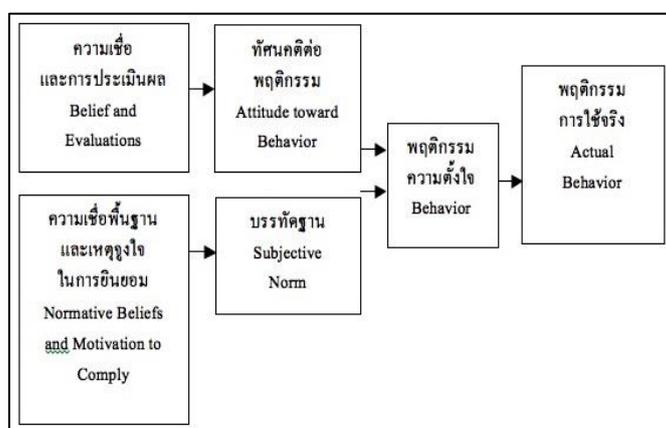 ความเชื่อ
และการประเมินผล
Belief and
Evaluations
ทัศนคติต่อ
พฤติกรรม
Attitude toward
Behavior
ความเชื่อพื้นฐาน
และเหตุจูงใจ
ในการยินยอม
Normative Beliefs
and Motivation to
Comply
บรรทัดฐาน
Subjective
Norm
พฤติกรรม
ความตั้งใจ
Behavior
พฤติกรรม
การใช้จริง
Actual
Behavior